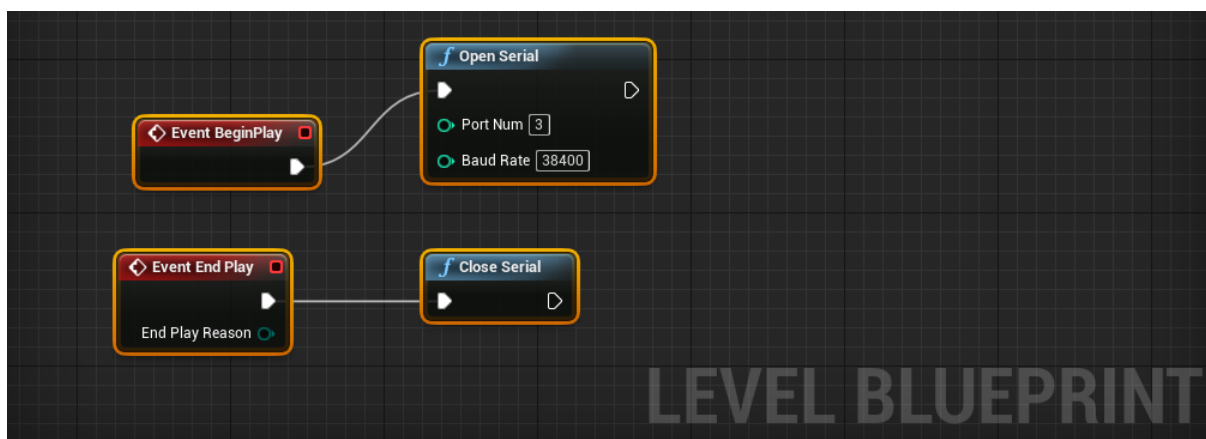 Open Serial
Port Num 3
Baud Rate 38400
Event BeginPlay
Event End Play
End Play Reason
Close Serial
LEVEL BLUEPRINT